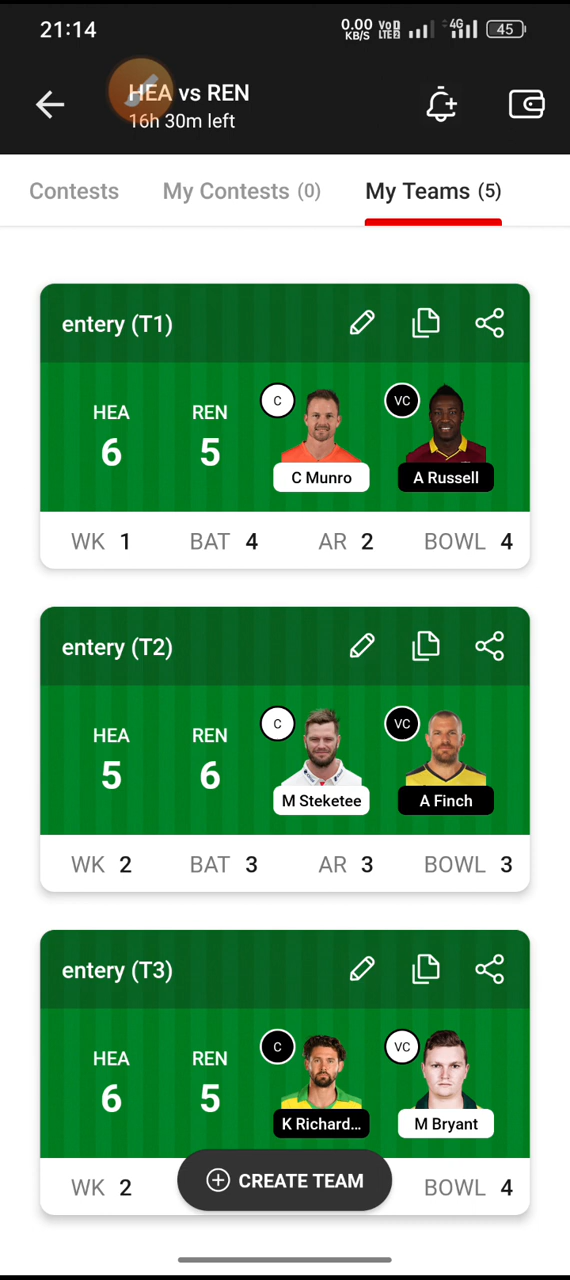 21:14 0.00 KB/S VoD LTE2 4G 45
HEA vs REN
16h 30m left
Contests My Contests (0) My Teams (5)
entery (T1)
HEA REN C VC
6 5
C Munro A Russell
WK 1 BAT 4 AR 2 BOWL 4
entery (T2)
HEA REN C VC
5 6
M Steketee A Finch
WK 2 BAT 3 AR 3 BOWL 3
entery (T3)
HEA REN C VC
6 5
K Richard... M Bryant
WK 2 CREATE TEAM BOWL 4